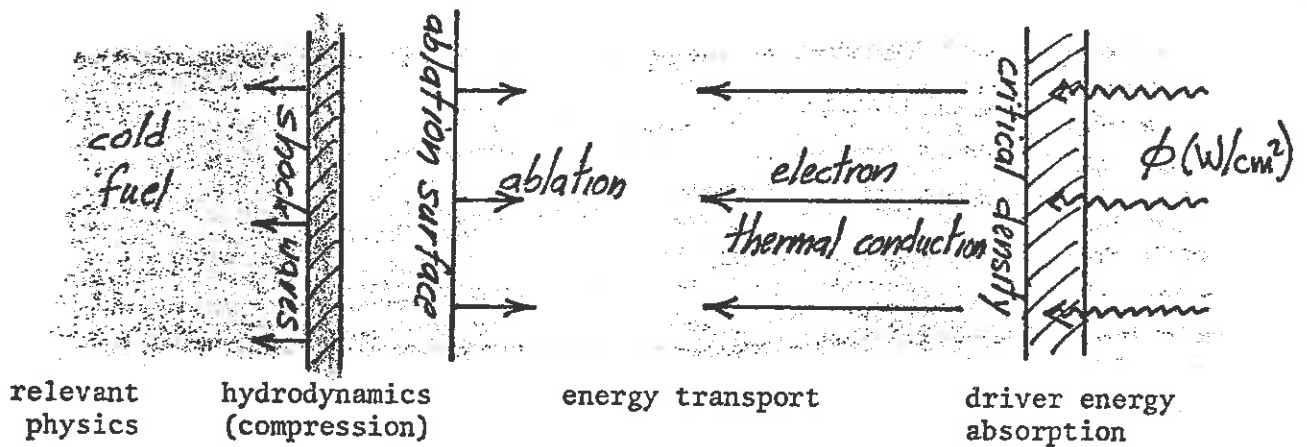 cold
fuel
shock waves
ablation surface
ablation
electron
thermal conduction
critical density
ϕ(W/cm²)
relevant
physics
hydrodynamics
(compression)
energy transport
driver energy
absorption